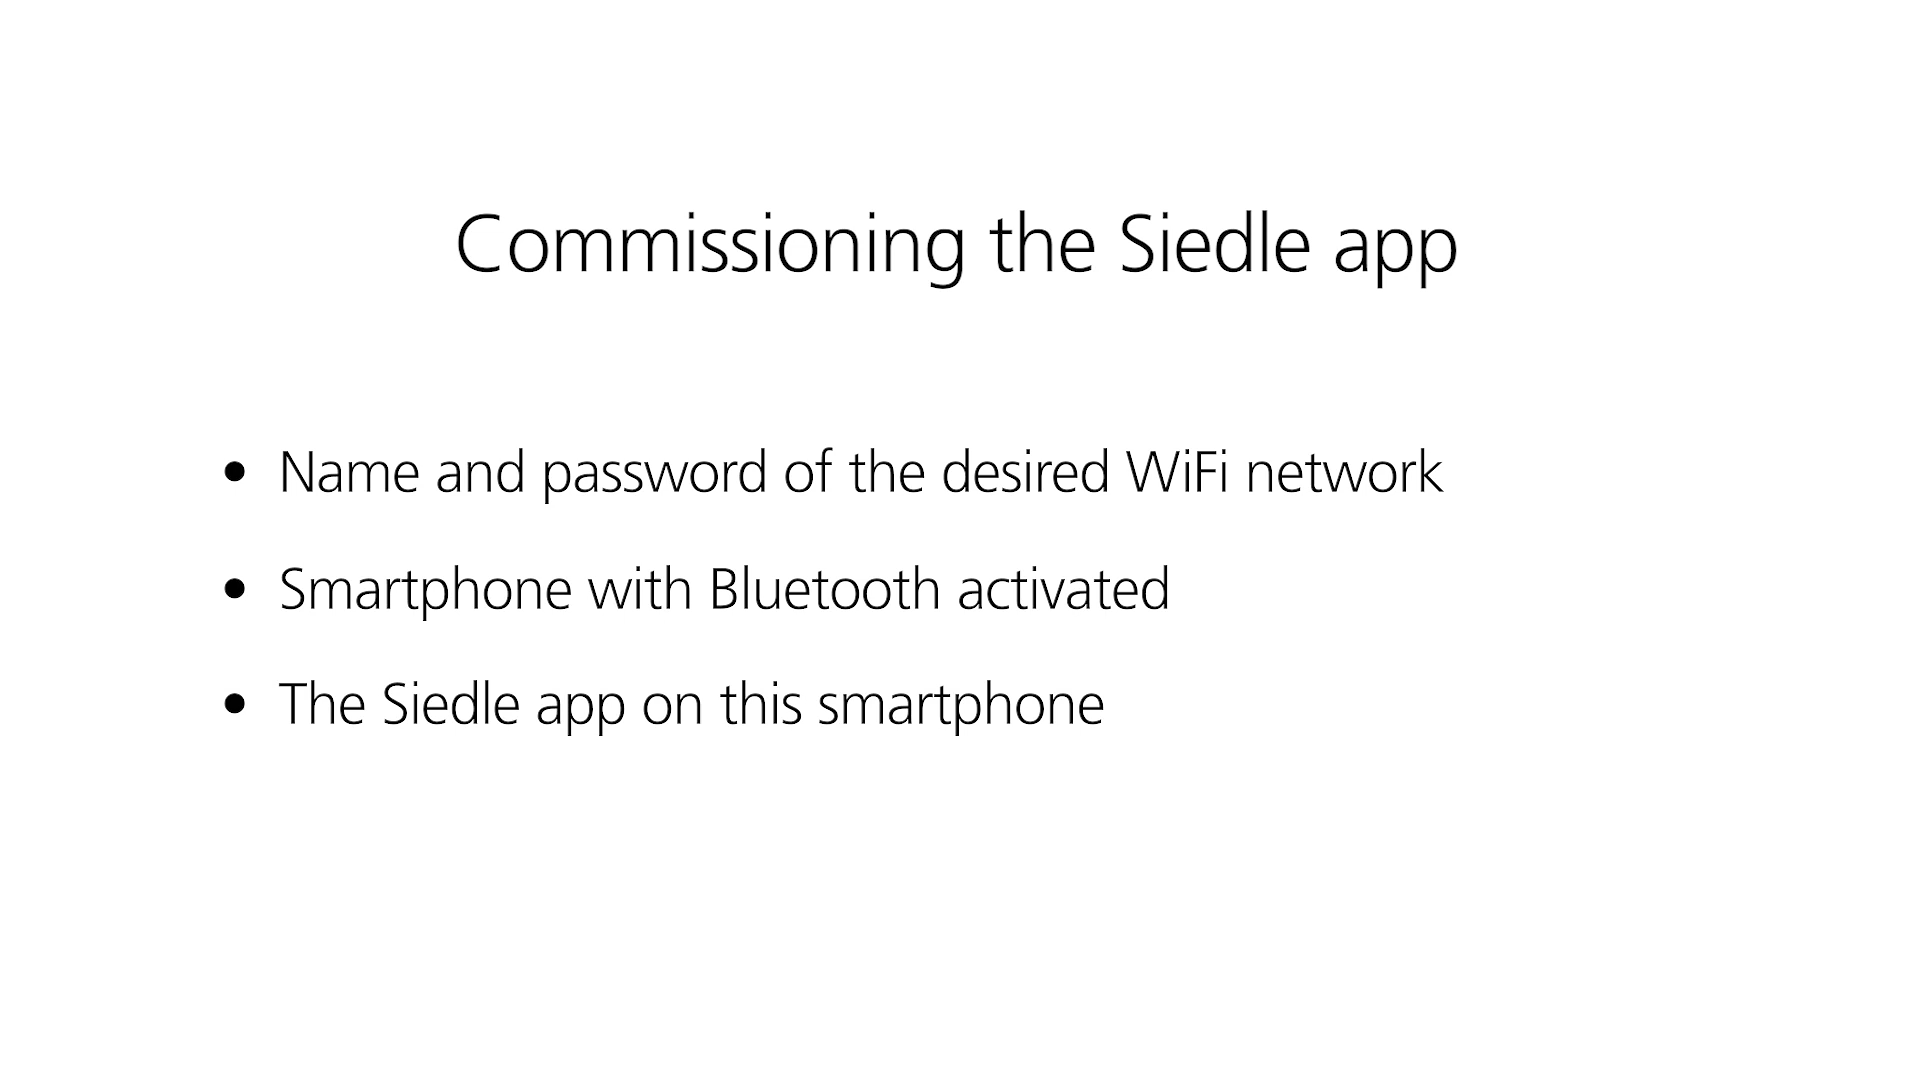 Commissioning the Siedle app
• Name and password of the desired WiFi network
• Smartphone with Bluetooth activated
• The Siedle app on this smartphone